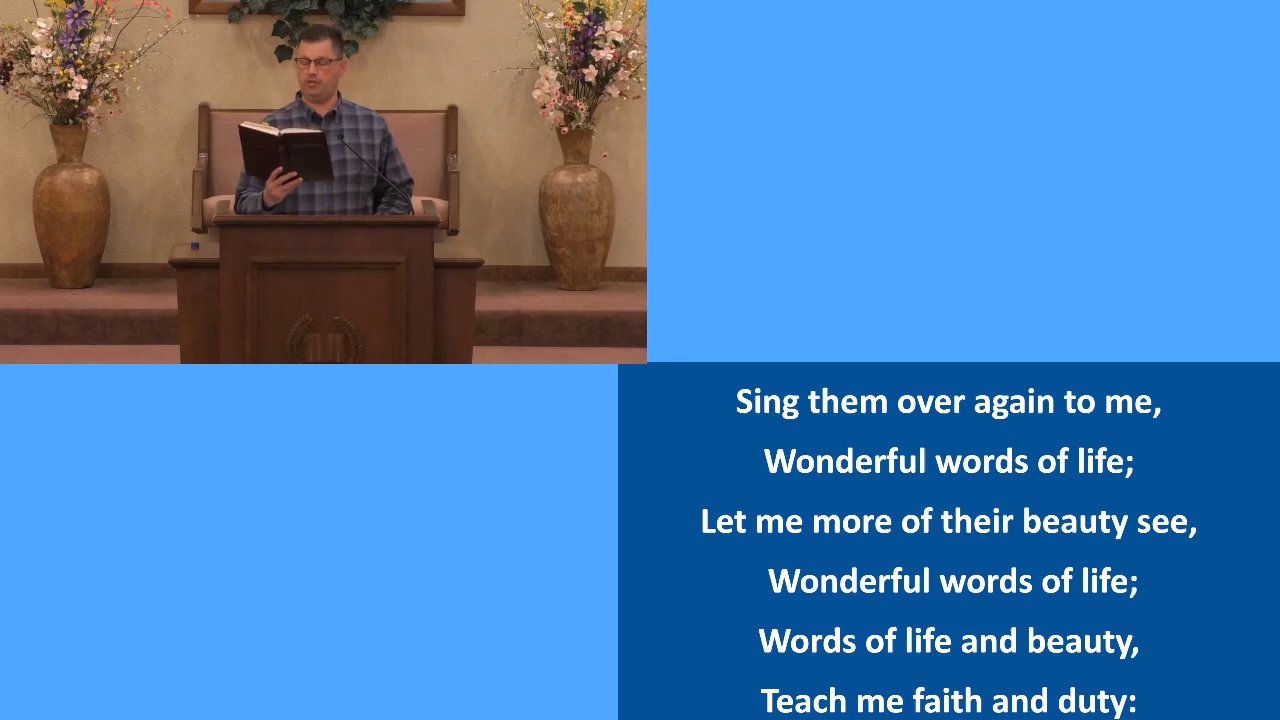 Sing them over again to me,
Wonderful words of life;
Let me more of their beauty see,
Wonderful words of life;
Words of life and beauty,
Teach me faith and duty: